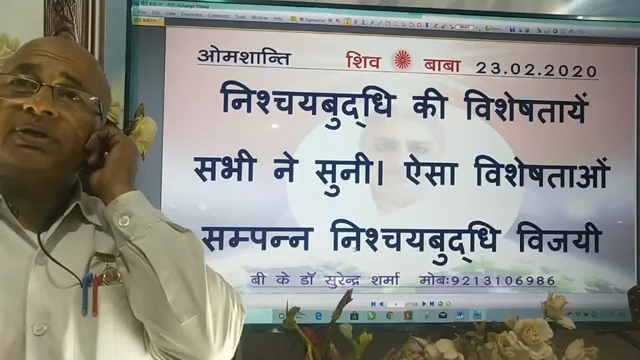 ओमशान्ति शिव बाबा 23.02.2020
निश्चयबुद्धि की विशेषतायें
सभी ने सुनी। ऐसा विशेषताओं
सम्पन्न निश्चयबुद्धि विजयी
बी के डॉ सुरेन्द्र शर्मा मोबः9213106986